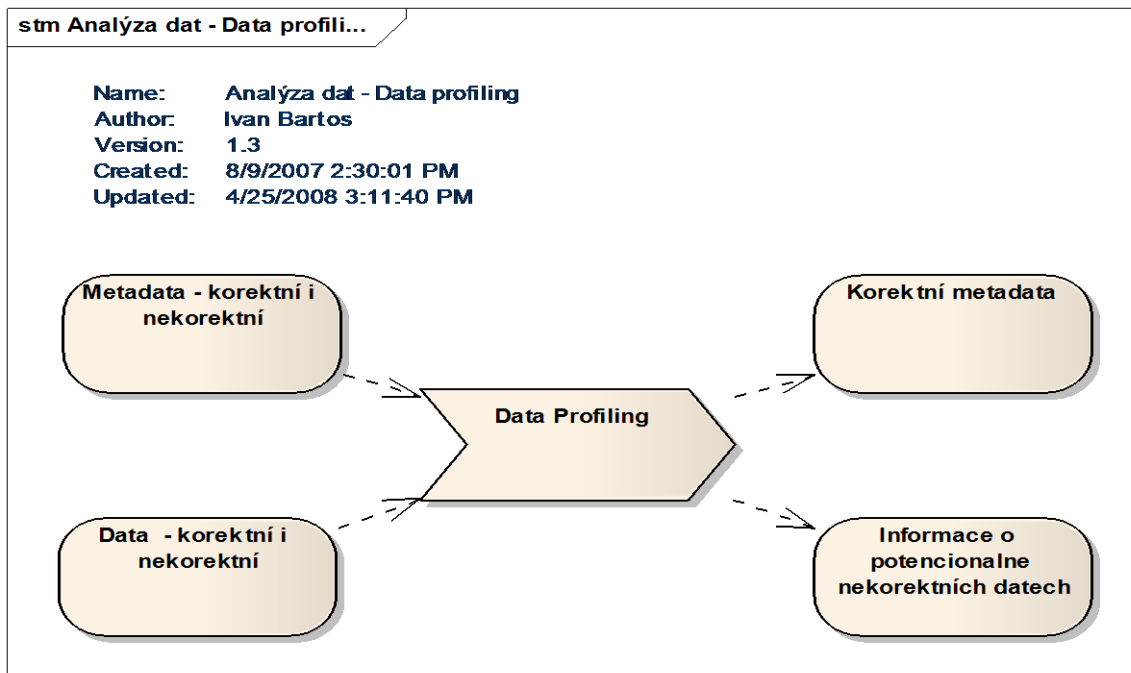 stm Analýza dat - Data profili...
Name: Analýza dat - Data profiling
Author: Ivan Bartos
Version: 1.3
Created: 8/9/2007 2:30:01 PM
Updated: 4/25/2008 3:11:40 PM
Metadata - korektní i
nekorektní
Korektní metadata
Data Profiling
Data - korektní i
nekorektní
Informace o
potencionalne
nekorektních datech